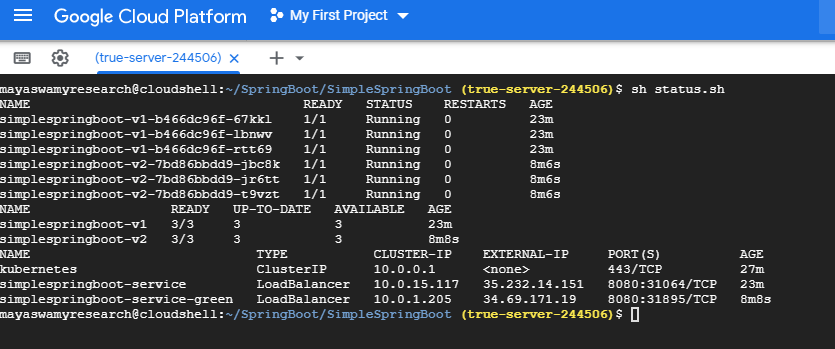 Google Cloud Platform My First Project
(true-server-244506) × +
mayaswamyresearch@cloudshell:~/SpringBoot/SimpleSpringBoot (true-server-244506)$ sh status.sh
NAME READY STATUS RESTARTS AGE
simplespringboot-v1-b466dc96f-67kkl 1/1 Running 0 23m
simplespringboot-v1-b466dc96f-lbnwv 1/1 Running 0 23m
simplespringboot-v1-b466dc96f-rtt69 1/1 Running 0 23m
simplespringboot-v2-7bd86bbdd9-jbc8k 1/1 Running 0 8m6s
simplespringboot-v2-7bd86bbdd9-jr6tt 1/1 Running 0 8m6s
simplespringboot-v2-7bd86bbdd9-t9vzt 1/1 Running 0 8m6s
NAME READY UP-TO-DATE AVAILABLE AGE
simplespringboot-v1 3/3 3 3 23m
simplespringboot-v2 3/3 3 3 8m8s
NAME TYPE CLUSTER-IP EXTERNAL-IP PORT(S) AGE
kubernetes ClusterIP 10.0.0.1 <none> 443/TCP 27m
simplespringboot-service LoadBalancer 10.0.15.117 35.232.14.151 8080:31064/TCP 23m
simplespringboot-service-green LoadBalancer 10.0.1.205 34.69.171.19 8080:31895/TCP 8m8s
mayaswamyresearch@cloudshell:~/SpringBoot/SimpleSpringBoot (true-server-244506)$